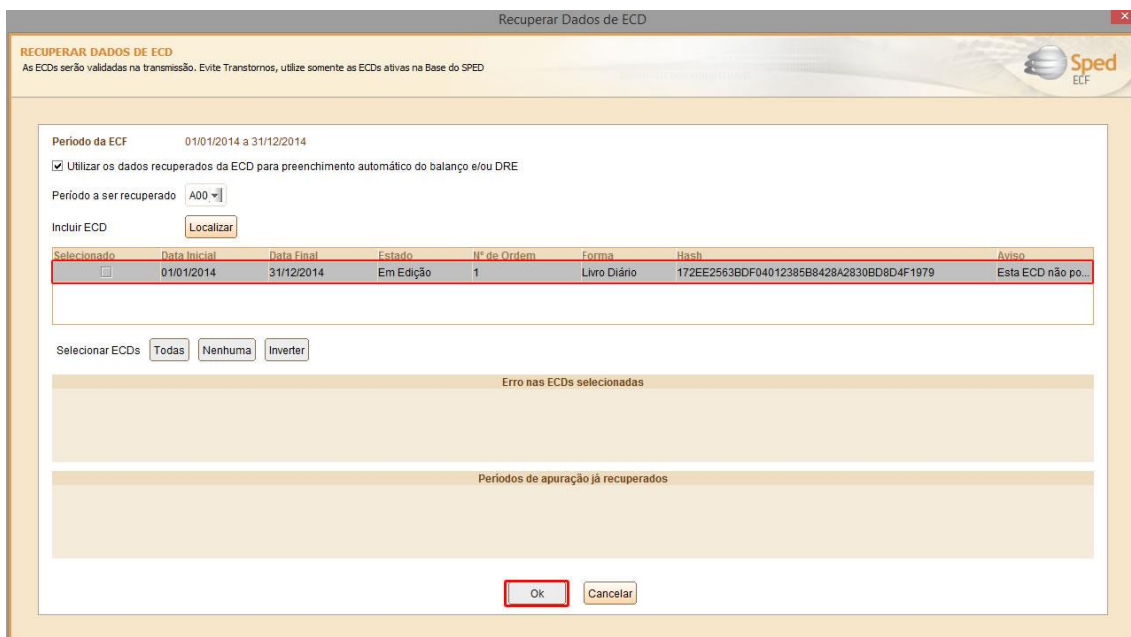 Recuperar Dados de ECD
RECUPERAR DADOS DE ECD
As ECDs serão validadas na transmissão. Evite Transtornos, utilize somente as ECDs ativas na Base do SPED
Sped
ECF
Período da ECF 01/01/2014 a 31/12/2014
Utilizar os dados recuperados da ECD para preenchimento automático do balanço e/ou DRE
Período a ser recuperado A00
Incluir ECD Localizar
Selecionado Data Inicial Data Final Estado Nº de Ordem Forma Hash Aviso
01/01/2014 31/12/2014 Em Edição 1 Livro Diário 172EE2563BDF04012385B8428A2830BD8D4F1979 Esta ECD não po...
Selecionar ECDs Todas Nenhuma Inverter
Erro nas ECDs selecionadas
Períodos de apuração já recuperados
Ok Cancelar